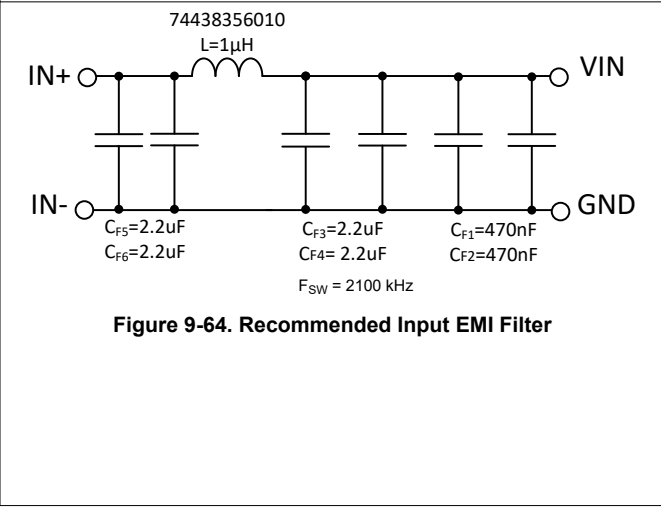 74438356010
L=1µH
IN+
VIN
IN-
GND
CF5=2.2uF
CF6=2.2uF
CF3=2.2uF
CF4= 2.2uF
CF1=470nF
CF2=470nF
FSW = 2100 kHz
Figure 9-64. Recommended Input EMI Filter